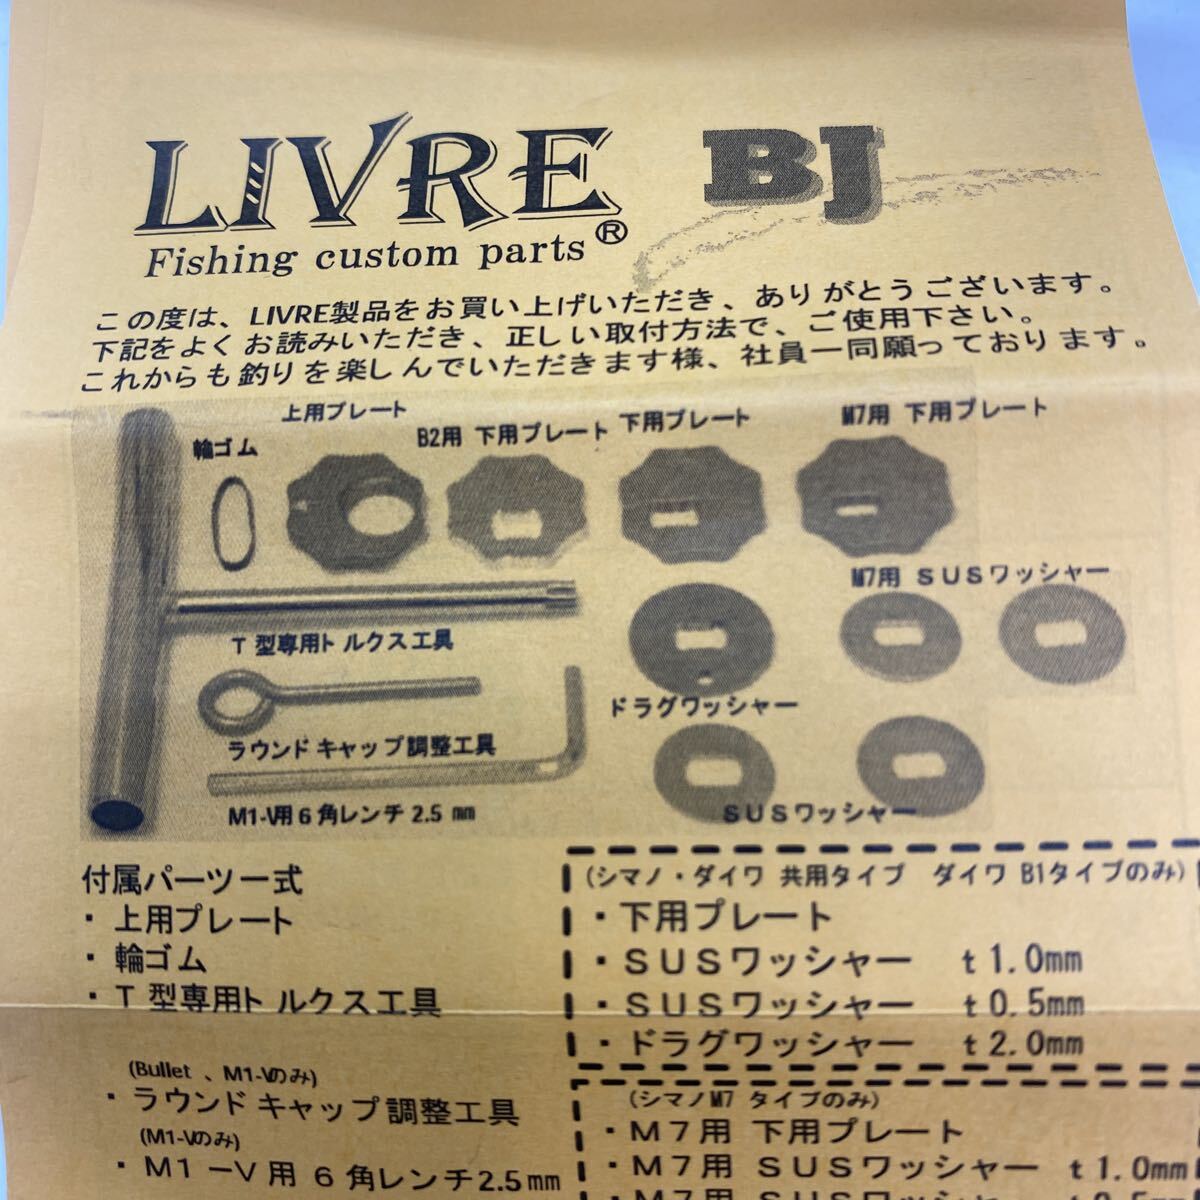 LIVRE BJ
Fishing custom parts®
この度は、LIVRE製品をお買い上げいただき、ありがとうございます。
下記をよくお読みいただき、正しい取付方法で、ご使用下さい。
これからも釣りを楽しんでいただきます様、社員一同願っております。
輪ゴム
上用プレート
B2用 下用プレート
下用プレート
M7用 下用プレート
M7用 SUSワッシャー
T型専用トルクス工具
ドラグワッシャー
ラウンドキャップ調整工具
M1-V用6角レンチ 2.5㎜
SUSワッシャー
付属パーツ一式
・上用プレート
・輪ゴム
・T型専用トルクス工具
(Bullet 、M1-Vのみ)
・ラウンドキャップ調整工具
(M1-Vのみ)
・M1-V用 6角レンチ2.5mm
(シマノ・ダイワ 共用タイプ ダイワ B1タイプのみ)
・下用プレート
・SUSワッシャー t1.0mm
・SUSワッシャー t0.5mm
・ドラグワッシャー t2.0mm
(シマノM7 タイプのみ)
・M7用 下用プレート
・M7用 SUSワッシャー t1.0mm
・M7用 SUSワッシャー